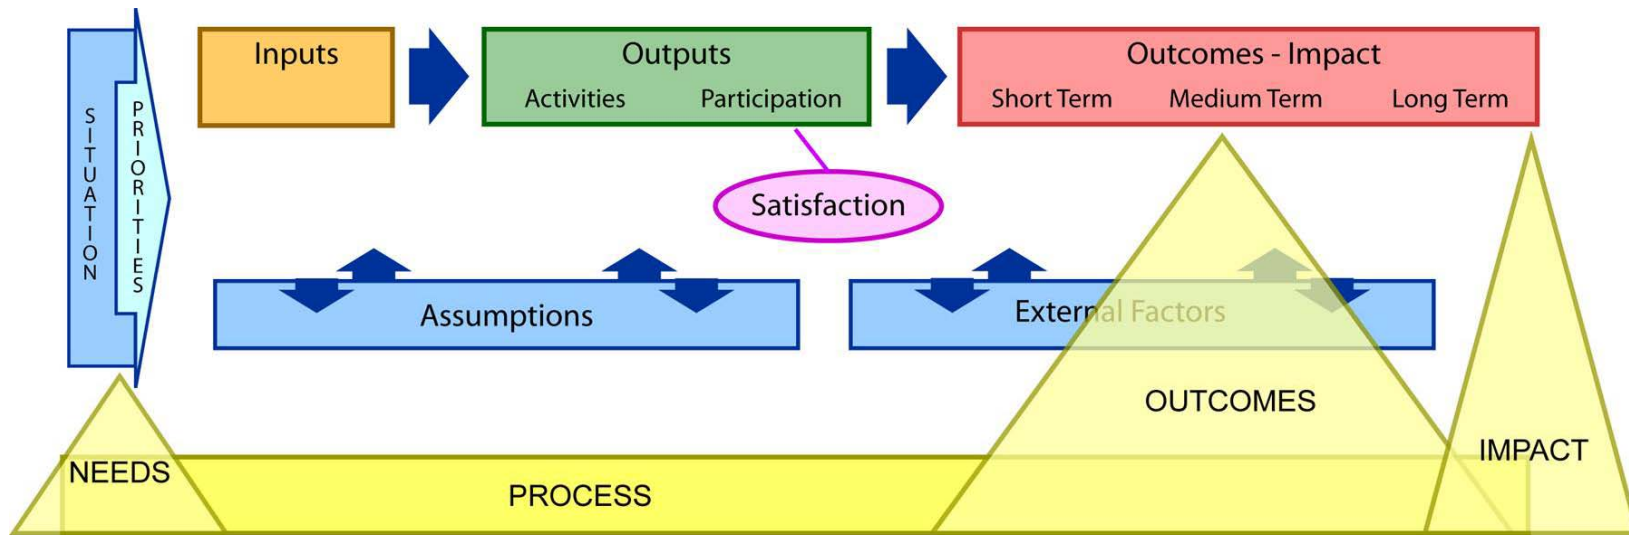 SITUATION
PRIORITIES
Inputs
Outputs
Activities Participation
Outcomes - Impact
Short Term Medium Term Long Term
Satisfaction
Assumptions
External Factors
OUTCOMES
NEEDS
PROCESS
IMPACT